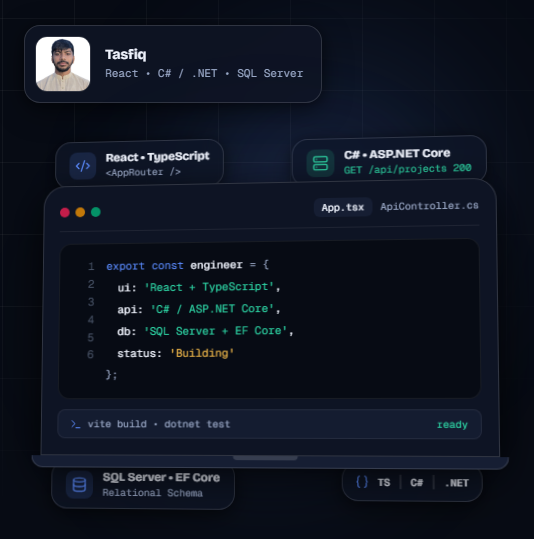 Tasfiq
React • C# / .NET • SQL Server
React • TypeScript
<AppRouter />
C# • ASP.NET Core
GET /api/projects 200
App.tsx
ApiController.cs
1 export const engineer = {
2 ui: 'React + TypeScript',
3 api: 'C# / ASP.NET Core',
4 db: 'SQL Server + EF Core',
5 status: 'Building'
6 };
>_ vite build • dotnet test
ready
SQL Server • EF Core
Relational Schema
{} TS | C# | .NET